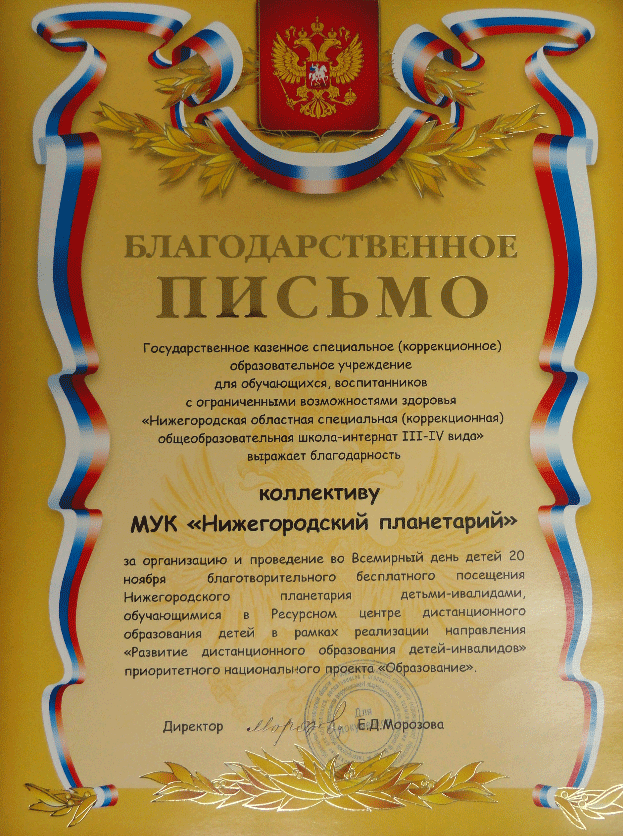 БЛАГОДАРСТВЕННОЕ
ПИСЬМО
Государственное казенное специальное (коррекционное)
образовательное учреждение
для обучающихся, воспитанников
с ограниченными возможностями здоровья
«Нижегородская областная специальная (коррекционная)
общеобразовательная школа-интернат III-IV вида»
выражает благодарность
коллективу
МУК «Нижегородский планетарий»
за организацию и проведение во Всемирный день детей 20
ноября благотворительного бесплатного посещения
Нижегородского планетария детьми-ивалидами,
обучающимися в Ресурсном центре дистанционного
образования детей в рамках реализации направления
«Развитие дистанционного образования детей-инвалидов»
приоритетного национального проекта «Образование».
Директор Е.Д.Морозова
Для